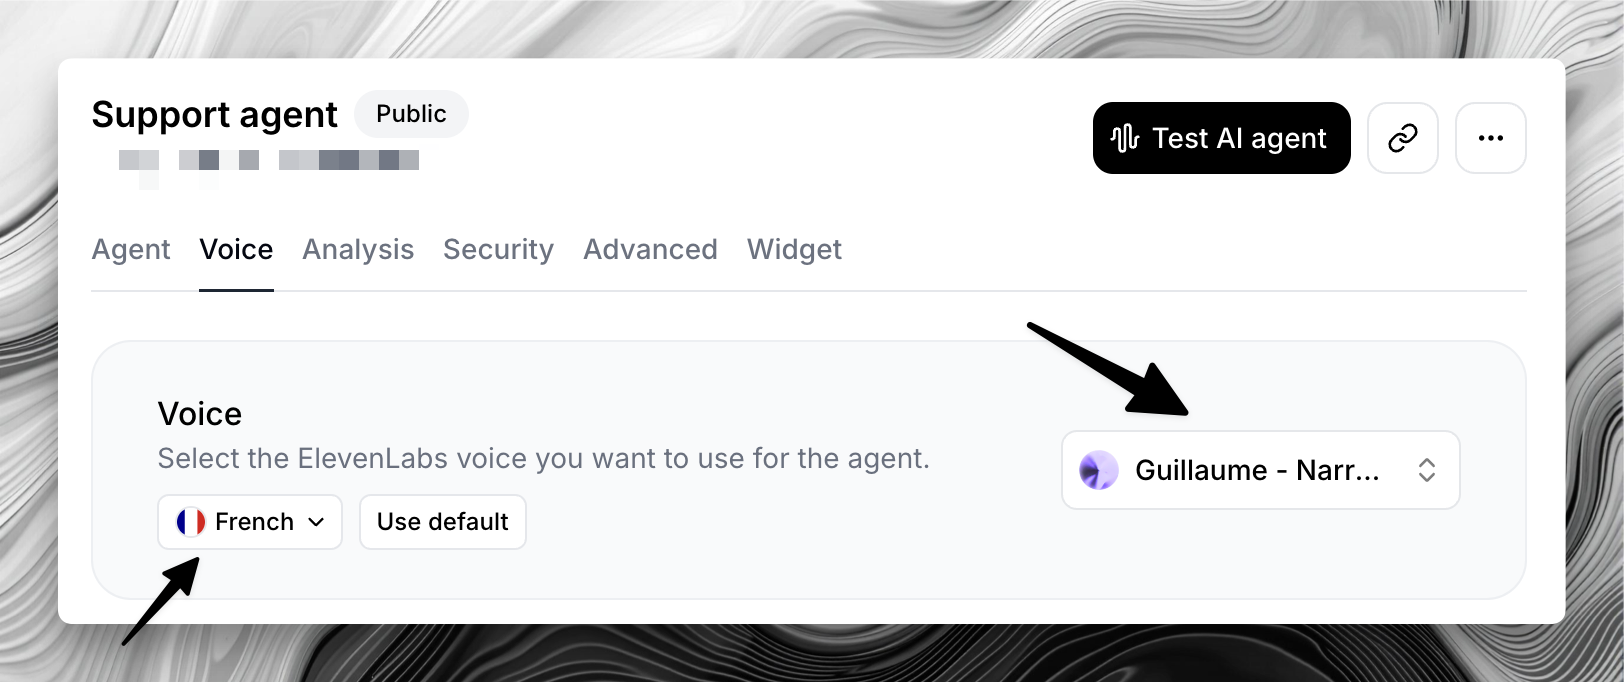 Support agent
Public
Test AI agent
Agent Voice Analysis Security Advanced Widget
Voice
Select the ElevenLabs voice you want to use for the agent.
French
Use default
Guillaume - Narr...